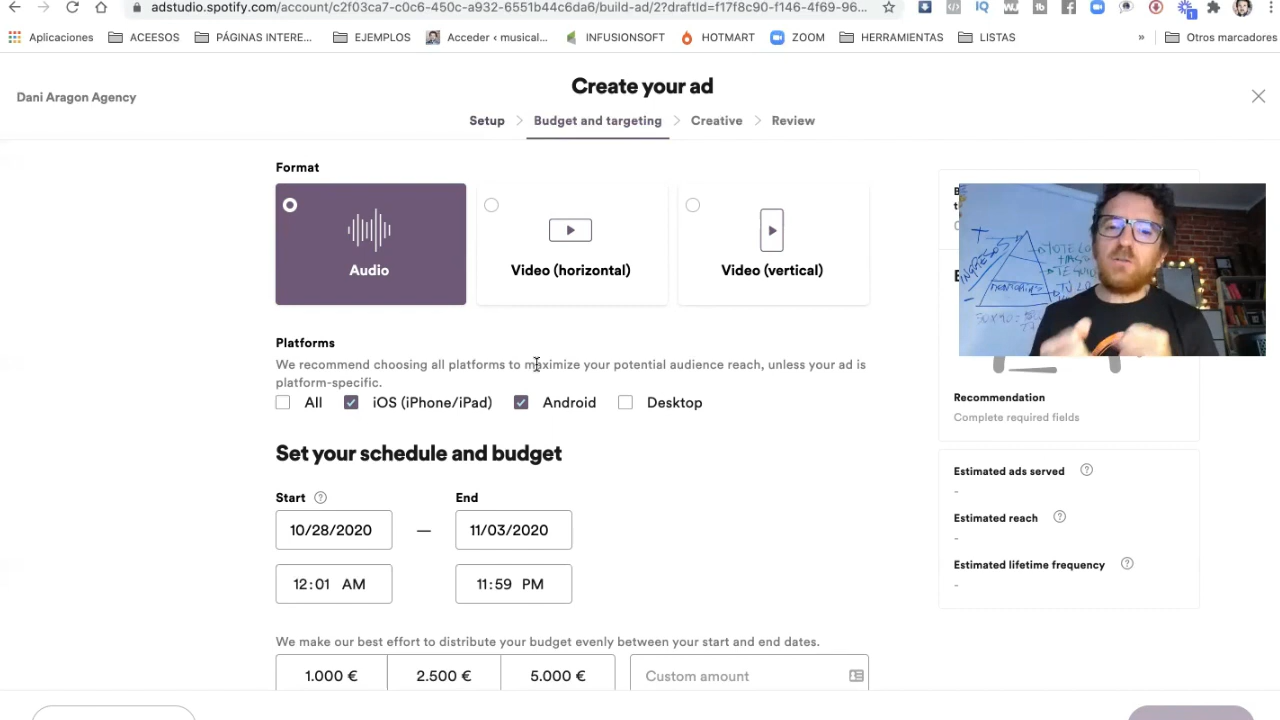 adstudio.spotify.com/account/c2f03ca7-c0c6-450c-a932-6551b44c6da6/build-ad/2?draftId=f17f8c90-f146-4f69-96...
Aplicaciones ACEESOS PÁGINAS INTERE... EJEMPLOS Acceder ‹ musical... INFUSIONSOFT HOTMART ZOOM HERRAMIENTAS LISTAS » Otros marcadores
Create your ad
Dani Aragon Agency
Setup > Budget and targeting > Creative > Review
Format
Audio
Video (horizontal)
Video (vertical)
Platforms
We recommend choosing all platforms to maximize your potential audience reach, unless your ad is
platform-specific.
All iOS (iPhone/iPad) Android Desktop
Set your schedule and budget
Start End
10/28/2020 — 11/03/2020
12:01 AM 11:59 PM
We make our best effort to distribute your budget evenly between your start and end dates.
1.000 € 2.500 € 5.000 € Custom amount
INGRESOS
Recommendation
Complete required fields
Estimated ads served
-
Estimated reach
-
Estimated lifetime frequency
-